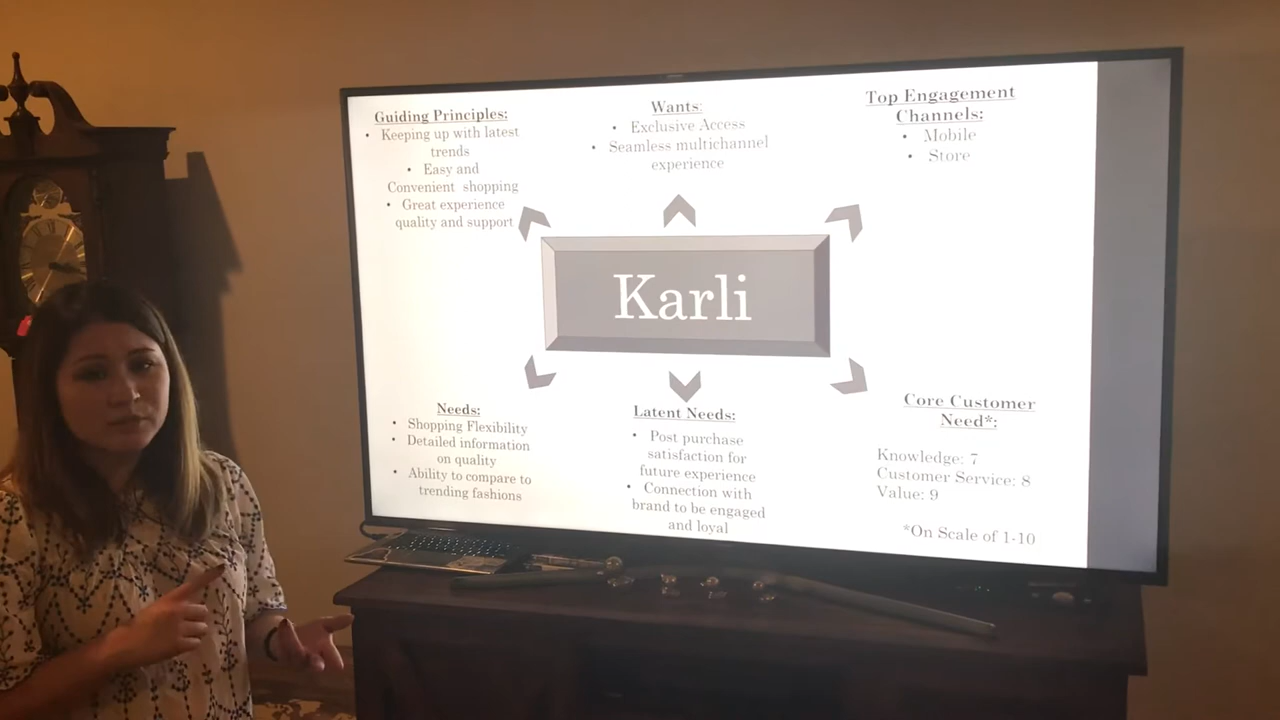 Guiding Principles:
• Keeping up with latest
trends
• Easy and
Convenient shopping
• Great experience
quality and support
Wants:
• Exclusive Access
• Seamless multichannel
experience
Top Engagement
Channels:
• Mobile
• Store
Karli
Needs:
• Shopping Flexibility
• Detailed information
on quality
• Ability to compare to
trending fashions
Latent Needs:
• Post purchase
satisfaction for
future experience
• Connection with
brand to be engaged
and loyal
Core Customer
Need*:
Knowledge: 7
Customer Service: 8
Value: 9
*On Scale of 1-10